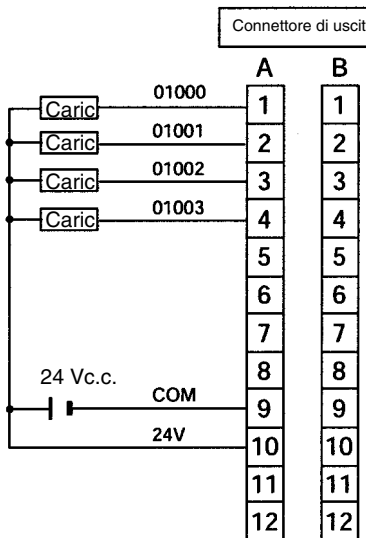 Connettore di uscit
A B
01000
Caric 1 1
01001
Caric 2 2
01002
Caric 3 3
01003
Caric 4 4
5 5
6 6
7 7
8 8
24 Vc.c.
COM
9 9
24V
10 10
11 11
12 12